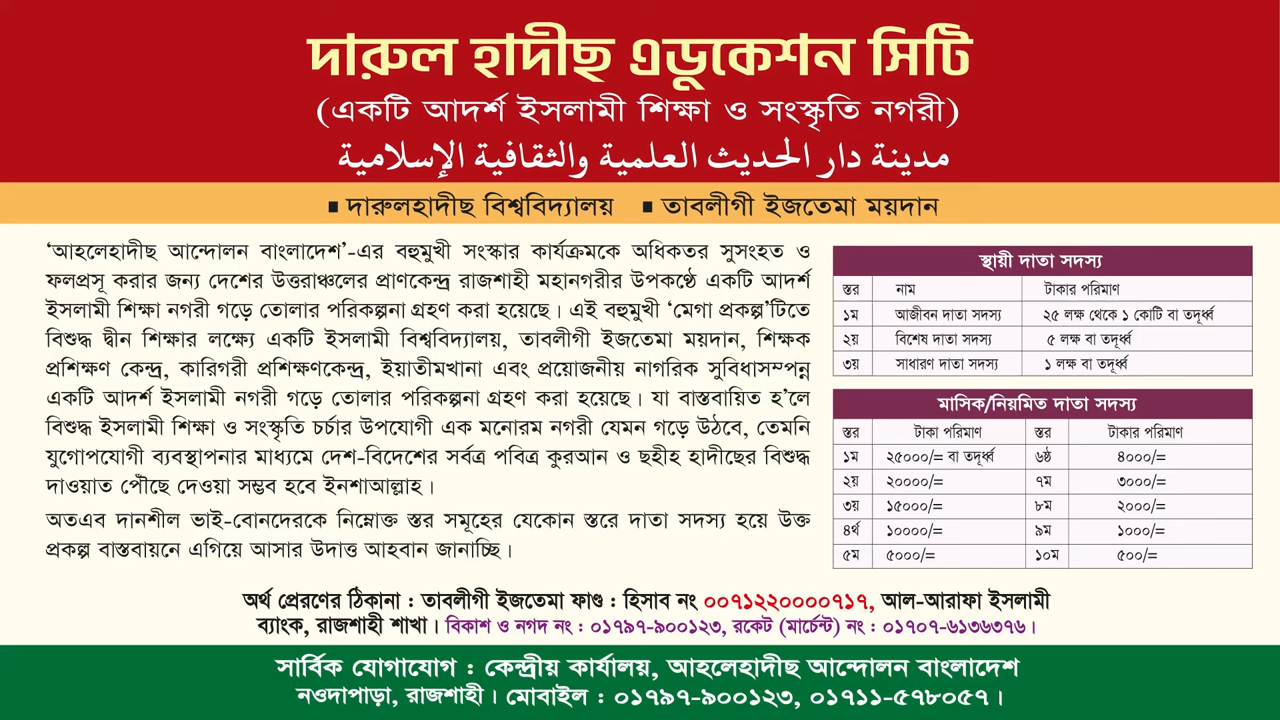 দারুল হাদীছ এডুকেশন সিটি
(একটি আদর্শ ইসলামী শিক্ষা ও সংস্কৃতি নগরী)
مدينة دار الحديث العلمية والثقافية الإسلامية
▪ দারুলহাদীছ বিশ্ববিদ্যালয় ▪ তাবলীগী ইজতেমা ময়দান
‘আহলেহাদীছ আন্দোলন বাংলাদেশ’-এর বহুমুখী সংস্কার কার্যক্রমকে অধিকতর সুসংহত ও
ফলপ্রসূ করার জন্য দেশের উত্তরাঞ্চলের প্রাণকেন্দ্র রাজশাহী মহানগরীর উপকণ্ঠে একটি আদর্শ
ইসলামী শিক্ষা নগরী গড়ে তোলার পরিকল্পনা গ্রহণ করা হয়েছে। এই বহুমুখী ‘মেগা প্রকল্প’টিতে
বিশুদ্ধ দ্বীন শিক্ষার লক্ষ্যে একটি ইসলামী বিশ্ববিদ্যালয়, তাবলীগী ইজতেমা ময়দান, শিক্ষক
প্রশিক্ষণ কেন্দ্র, কারিগরী প্রশিক্ষণকেন্দ্র, ইয়াতীমখানা এবং প্রয়োজনীয় নাগরিক সুবিধাসম্পন্ন
একটি আদর্শ ইসলামী নগরী গড়ে তোলার পরিকল্পনা গ্রহণ করা হয়েছে। যা বাস্তবায়িত হ’লে
বিশুদ্ধ ইসলামী শিক্ষা ও সংস্কৃতি চর্চার উপযোগী এক মনোরম নগরী যেমন গড়ে উঠবে, তেমনি
যুগোপযোগী ব্যবস্থাপনার মাধ্যমে দেশ-বিদেশের সর্বত্র পবিত্র কুরআন ও ছহীহ হাদীছের বিশুদ্ধ
দাওয়াত পৌঁছে দেওয়া সম্ভব হবে ইনশাআল্লাহ।
অতএব দানশীল ভাই-বোনদেরকে নিম্নোক্ত স্তর সমূহের যেকোন স্তরে দাতা সদস্য হয়ে উক্ত
প্রকল্প বাস্তবায়নে এগিয়ে আসার উদাত্ত আহবান জানাচ্ছি।
স্থায়ী দাতা সদস্য
স্তর নাম টাকার পরিমাণ
১ম আজীবন দাতা সদস্য ২৫ লক্ষ থেকে ১ কোটি বা তদূর্ধ্ব
২য় বিশেষ দাতা সদস্য ৫ লক্ষ বা তদূর্ধ্ব
৩য় সাধারণ দাতা সদস্য ১ লক্ষ বা তদূর্ধ্ব
মাসিক/নিয়মিত দাতা সদস্য
স্তর টাকা পরিমাণ স্তর টাকার পরিমাণ
১ম ২৫০০০/= বা তদূর্ধ্ব ৬ষ্ঠ ৪০০০/=
২য় ২০০০০/= ৭ম ৩০০০/=
৩য় ১৫০০০/= ৮ম ২০০০/=
৪র্থ ১০০০০/= ৯ম ১০০০/=
৫ম ৫০০০/= ১০ম ৫০০/=
অর্থ প্রেরণের ঠিকানা : তাবলীগী ইজতেমা ফাণ্ড : হিসাব নং ০০৭১২২০০০০৭১৭, আল-আরাফা ইসলামী
ব্যাংক, রাজশাহী শাখা। বিকাশ ও নগদ নং : ০১৭৯৭-৯০০১২৩, রকেট (মার্চেন্ট) নং : ০১৭০৭-৬১৩৬৩৭৬।
সার্বিক যোগাযোগ : কেন্দ্রীয় কার্যালয়, আহলেহাদীছ আন্দোলন বাংলাদেশ
নওদাপাড়া, রাজশাহী। মোবাইল : ০১৭৯৭-৯০০১২৩, ০১৭১১-৫৭৮০৫৭।